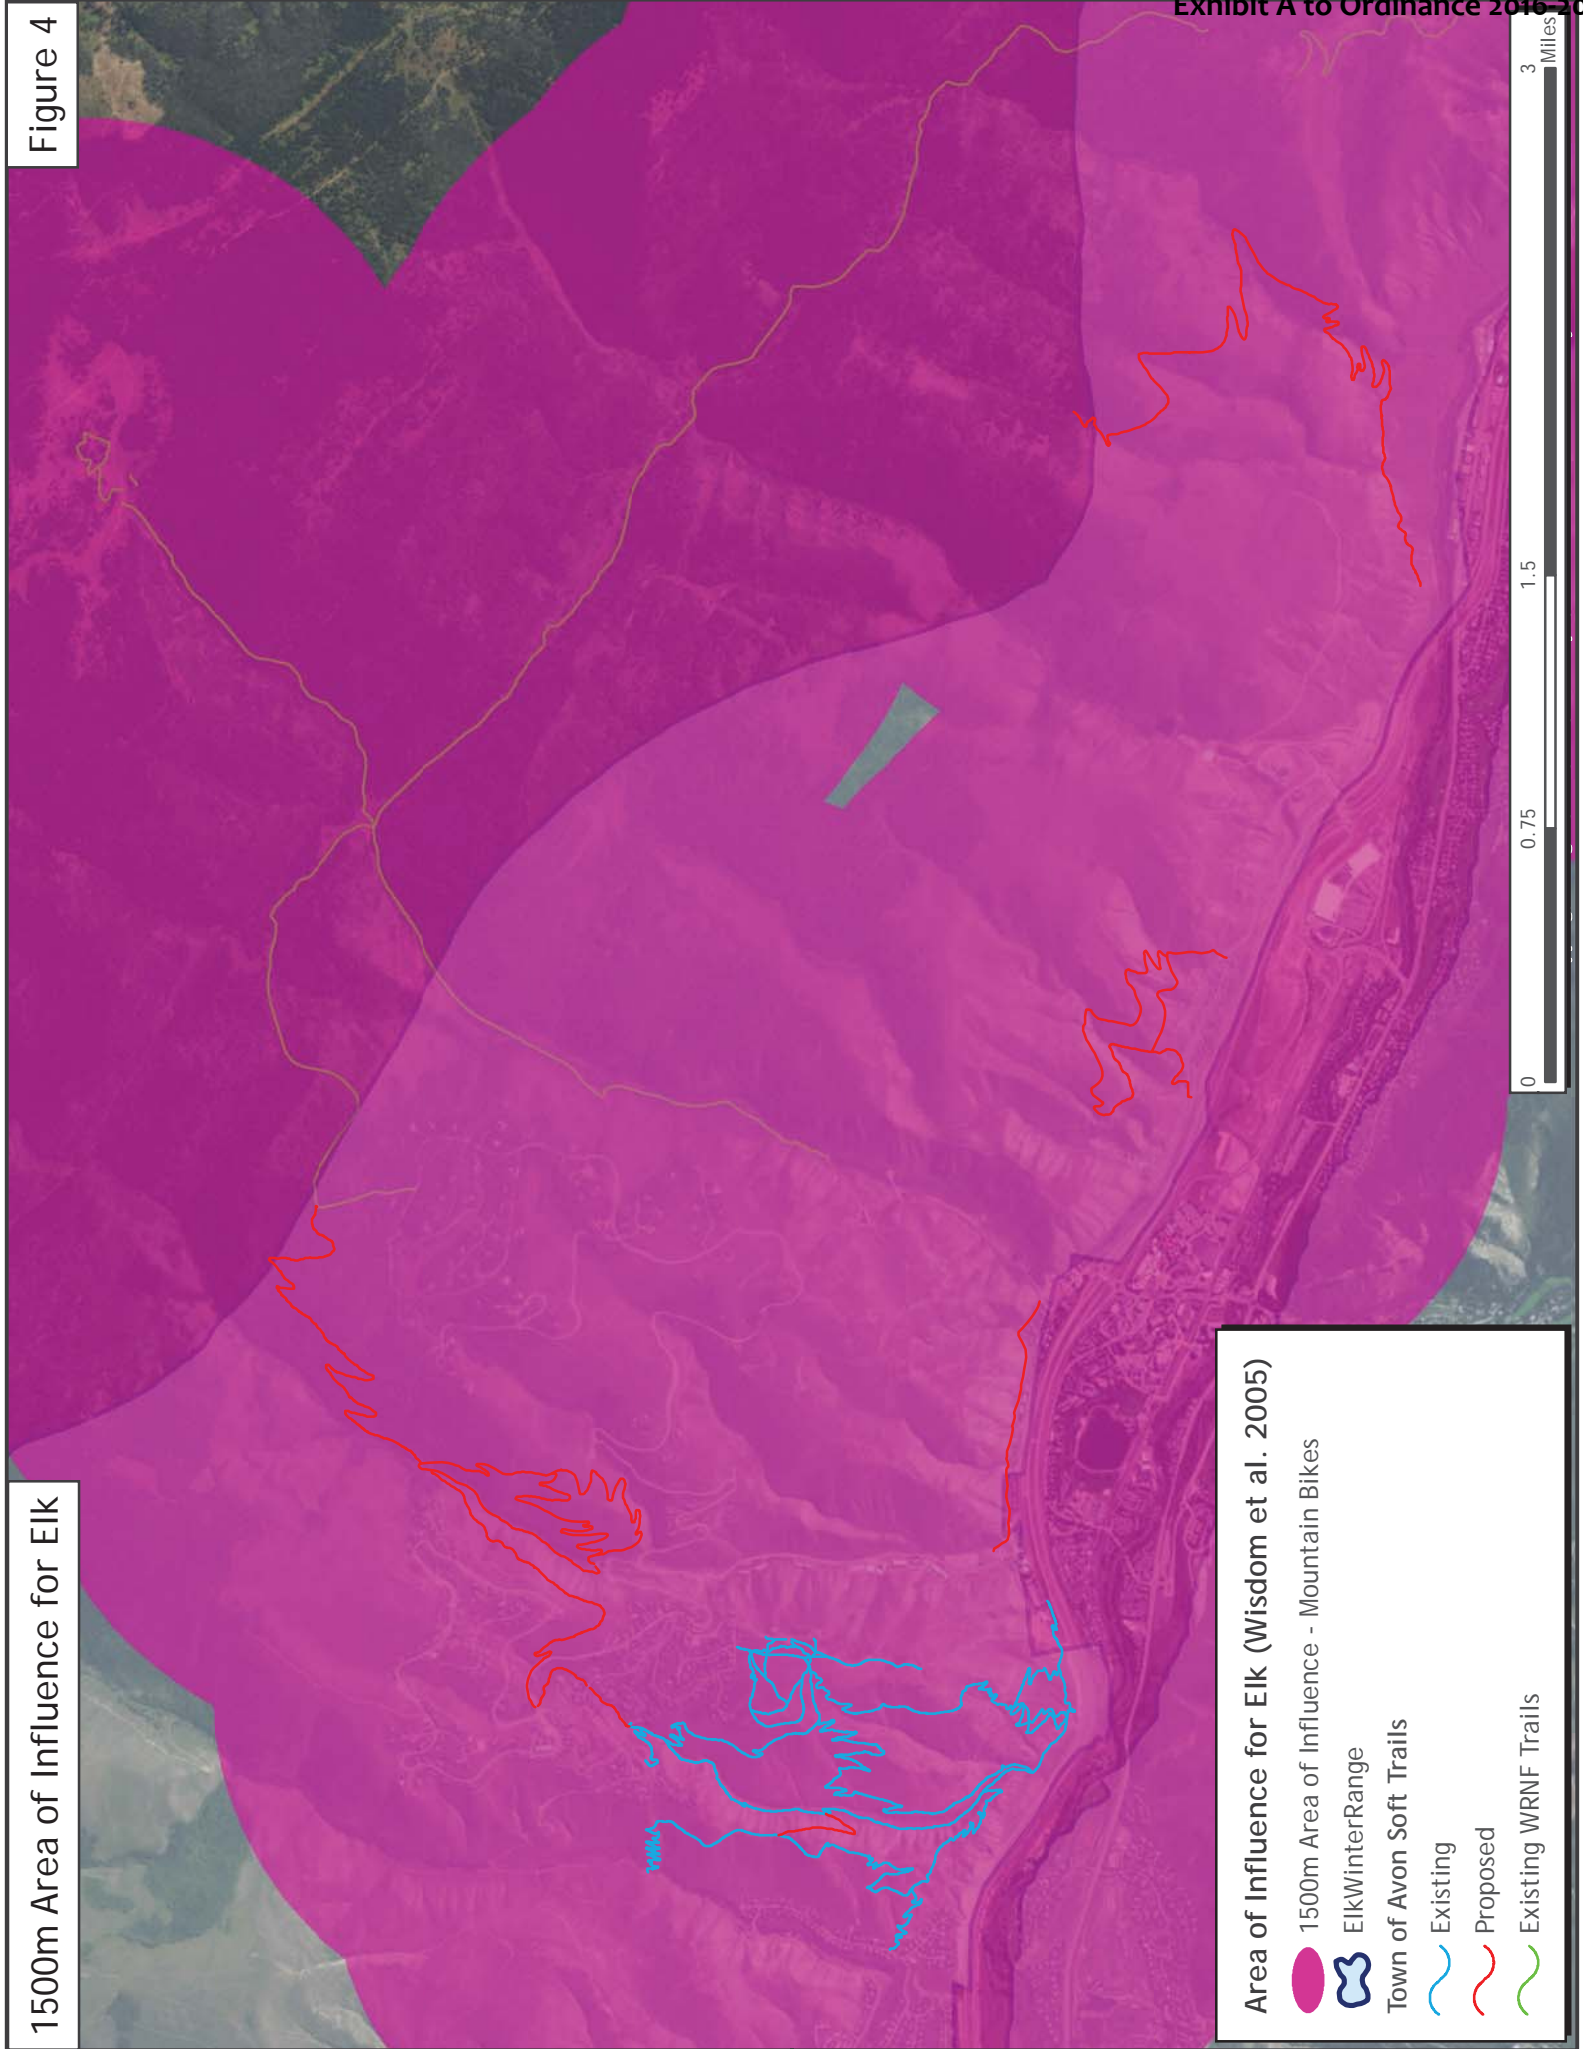 Exhibit A to Ordinance 2016-20
1500m Area of Influence for Elk
Figure 4
Area of Influence for Elk (Wisdom et al. 2005)
1500m Area of Influence - Mountain Bikes
ElkWinterRange
Town of Avon Soft Trails
Existing
Proposed
Existing WRNF Trails
0 0.75 1.5 3
Miles